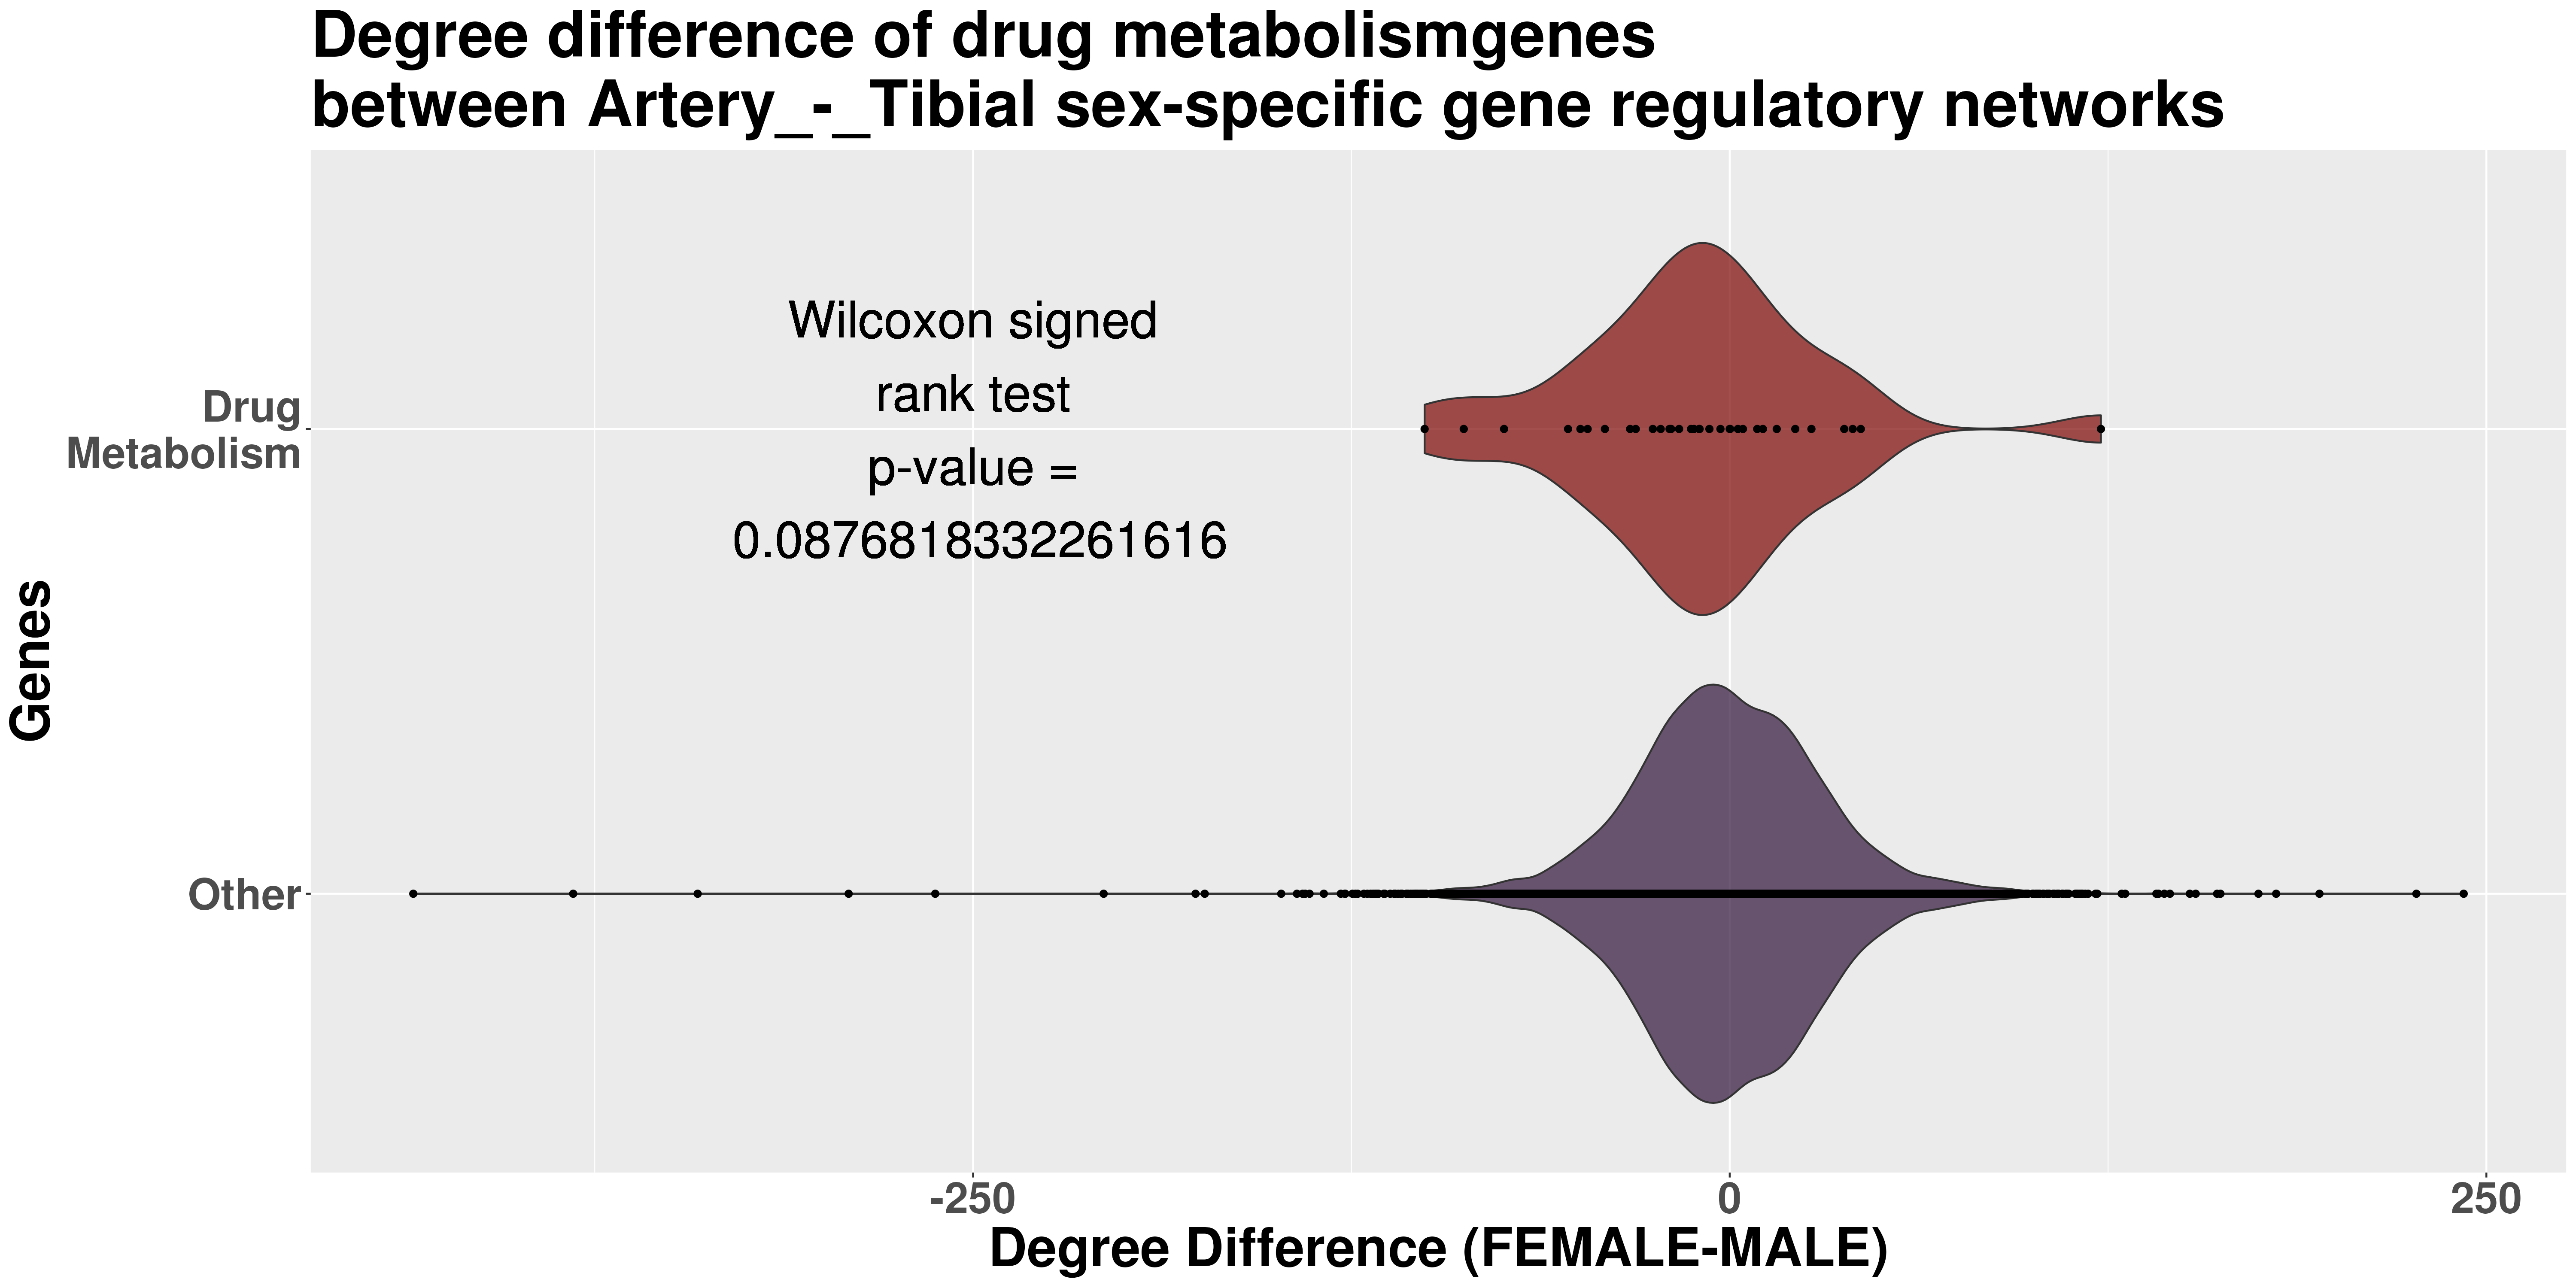 Degree difference of drug metabolismgenes
between Artery_-_Tibial sex-specific gene regulatory networks
Wilcoxon signed
rank test
p-value =
0.0876818332261616
Drug
Metabolism
Other
Genes
-250
0
250
Degree Difference (FEMALE-MALE)